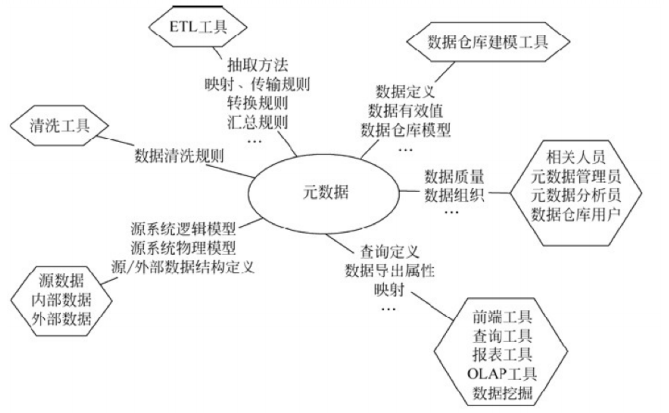 ETL工具
抽取方法
映射、传输规则
转换规则
汇总规则
…
数据仓库建模工具
数据定义
数据有效值
数据仓库模型
…
清洗工具
数据清洗规则
元数据
数据质量
数据组织
…
相关人员
元数据管理员
元数据分析员
数据仓库用户
源系统逻辑模型
源系统物理模型
源/外部数据结构定义
源数据
内部数据
外部数据
查询定义
数据导出属性
映射
…
前端工具
查询工具
报表工具
OLAP工具
数据挖掘